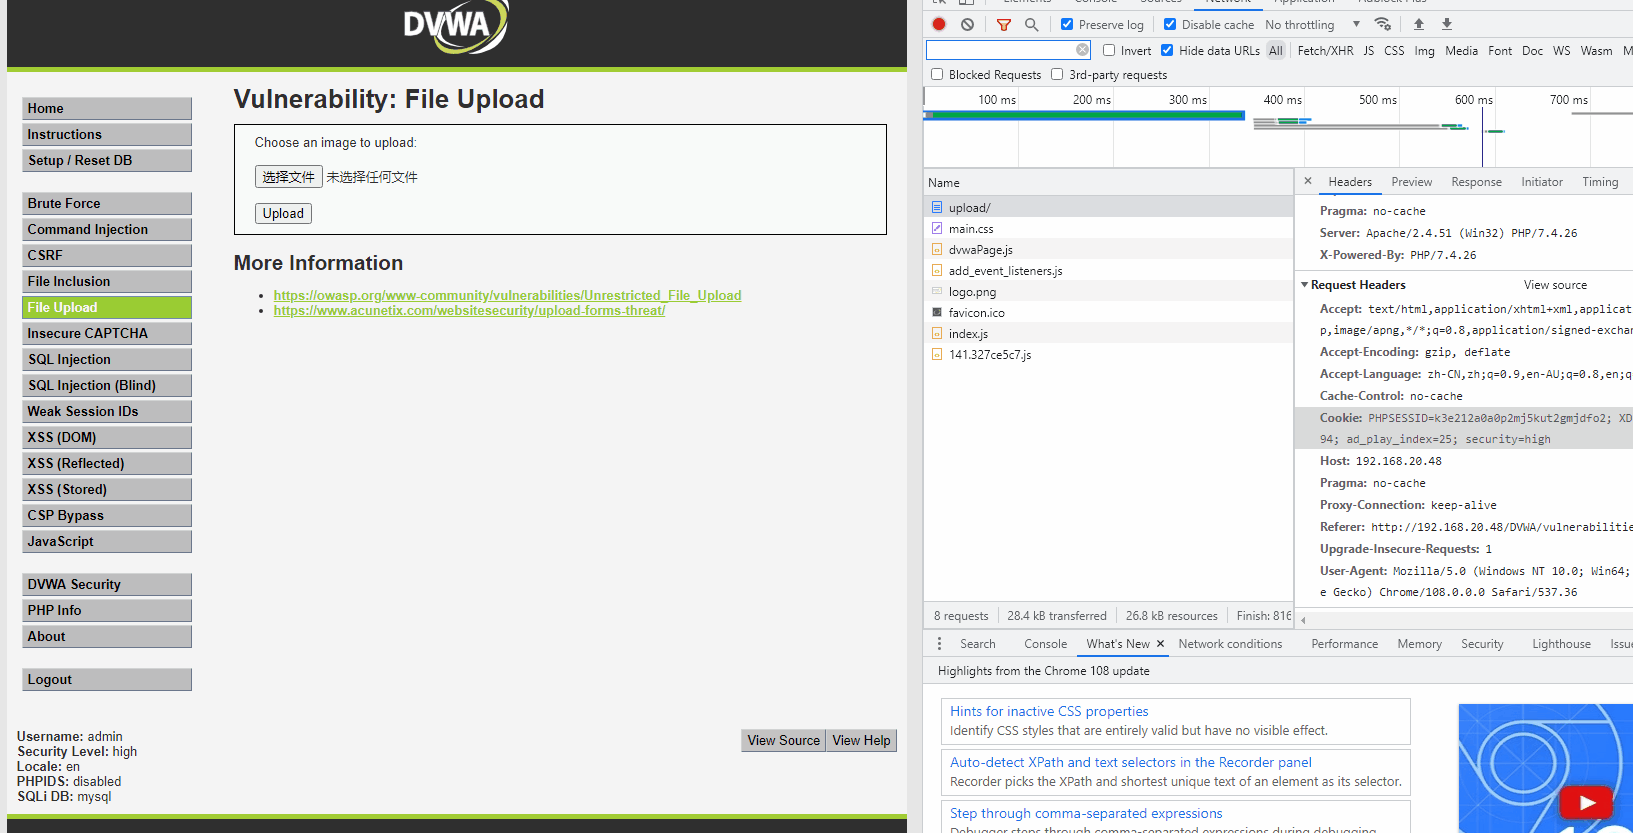 DVWA
Home
Instructions
Setup / Reset DB
Brute Force
Command Injection
CSRF
File Inclusion
File Upload
Insecure CAPTCHA
SQL Injection
SQL Injection (Blind)
Weak Session IDs
XSS (DOM)
XSS (Reflected)
XSS (Stored)
CSP Bypass
JavaScript
DVWA Security
PHP Info
About
Logout
Username: admin
Security Level: high
Locale: en
PHPIDS: disabled
SQLi DB: mysql
Vulnerability: File Upload
Choose an image to upload:
选择文件 未选择任何文件
Upload
More Information
https://owasp.org/www-community/vulnerabilities/Unrestricted_File_Upload
https://www.acunetix.com/websitesecurity/upload-forms-threat/
View Source View Help
Elements Console Sources Network Application Adblock Plus
Preserve log Disable cache No throttling
Invert Hide data URLs All Fetch/XHR JS CSS Img Media Font Doc WS Wasm M
Blocked Requests 3rd-party requests
100 ms 200 ms 300 ms 400 ms 500 ms 600 ms 700 ms
Name
upload/
main.css
dvwaPage.js
add_event_listeners.js
logo.png
favicon.ico
index.js
141.327ce5c7.js
8 requests 28.4 kB transferred 26.8 kB resources Finish: 816
Headers Preview Response Initiator Timing
Pragma: no-cache
Server: Apache/2.4.51 (Win32) PHP/7.4.26
X-Powered-By: PHP/7.4.26
Request Headers View source
Accept: text/html,application/xhtml+xml,applicat
p,image/apng,*/*;q=0.8,application/signed-exchan
Accept-Encoding: gzip, deflate
Accept-Language: zh-CN,zh;q=0.9,en-AU;q=0.8,en;q
Cache-Control: no-cache
Cookie: PHPSESSID=k3e212a0a0p2mj5kut2gmjdfo2; XD
94; ad_play_index=25; security=high
Host: 192.168.20.48
Pragma: no-cache
Proxy-Connection: keep-alive
Referer: http://192.168.20.48/DVWA/vulnerabilitie
Upgrade-Insecure-Requests: 1
User-Agent: Mozilla/5.0 (Windows NT 10.0; Win64;
e Gecko) Chrome/108.0.0.0 Safari/537.36
Search Console What's New Network conditions Performance Memory Security Lighthouse Issu
Highlights from the Chrome 108 update
Hints for inactive CSS properties
Identify CSS styles that are entirely valid but have no visible effect.
Auto-detect XPath and text selectors in the Recorder panel
Recorder picks the XPath and shortest unique text of an element as its selector.
Step through comma-separated expressions
Debugger steps through comma-separated expressions during debugging